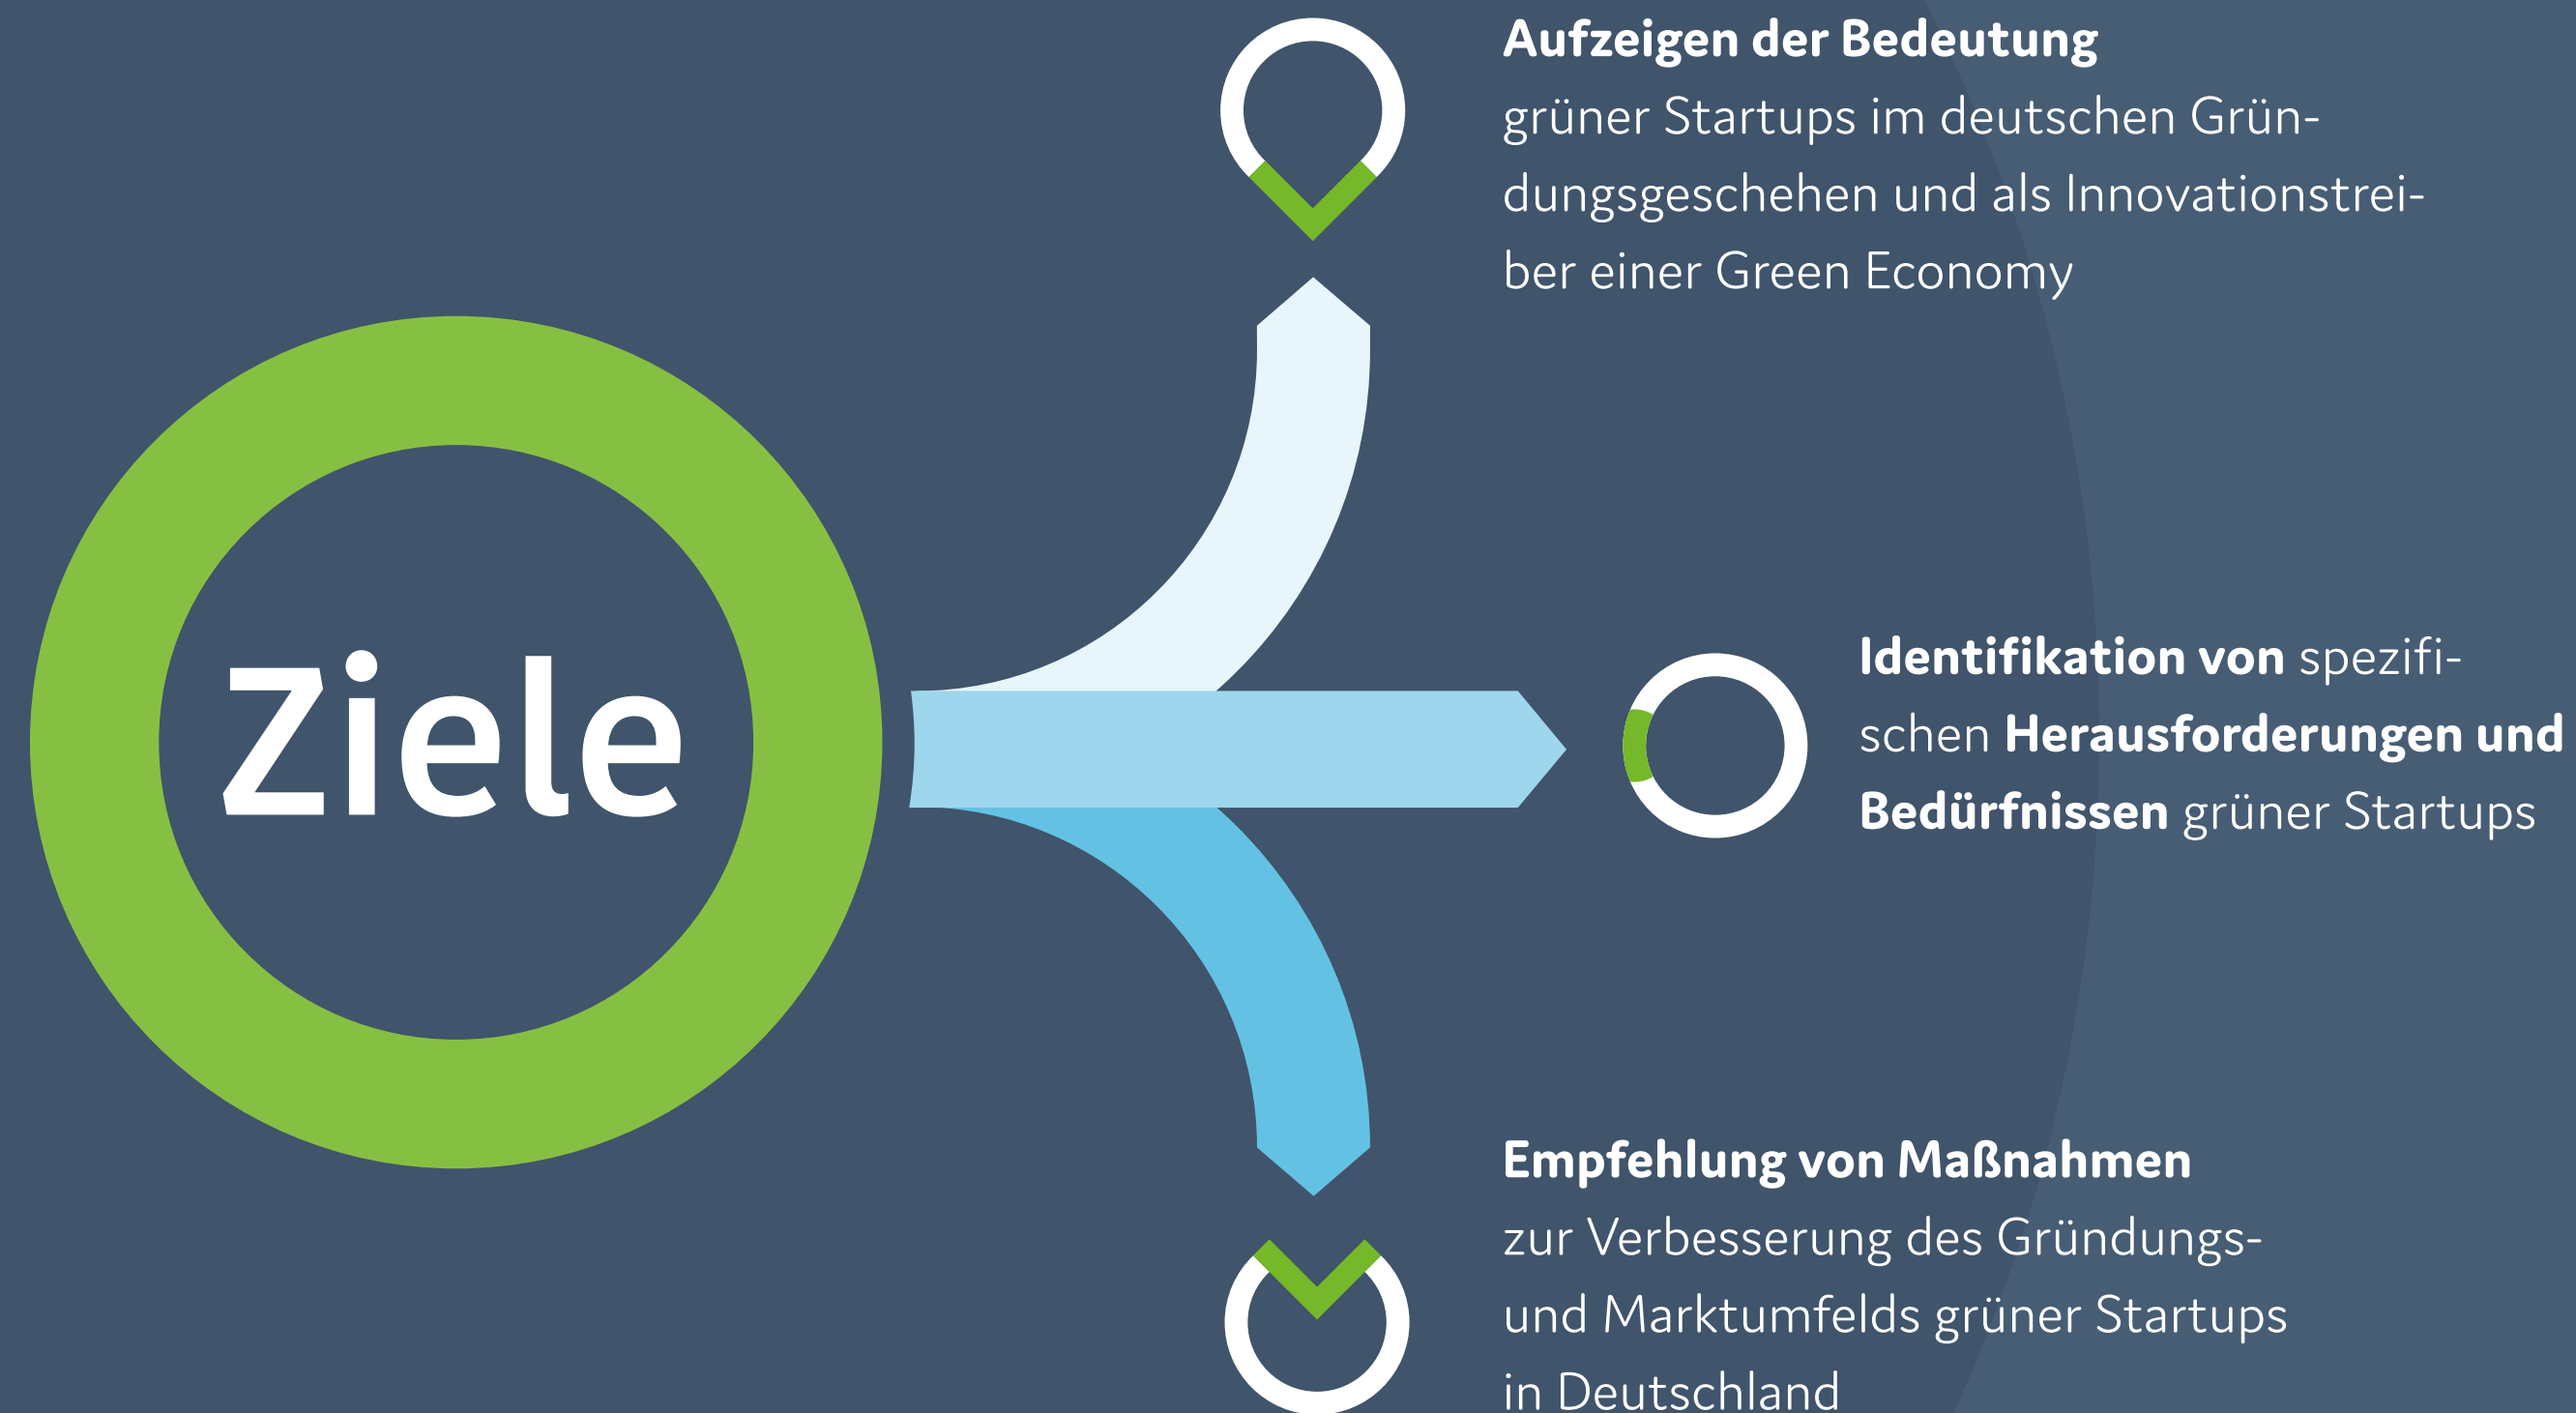 Aufzeigen der Bedeutung
grüner Startups im deutschen Grün-
dungsgeschehen und als Innovationstrei-
ber einer Green Economy
Ziele
Identifikation von spezifi-
schen Herausforderungen und
Bedürfnissen grüner Startups
Empfehlung von Maßnahmen
zur Verbesserung des Gründungs-
und Marktumfelds grüner Startups
in Deutschland